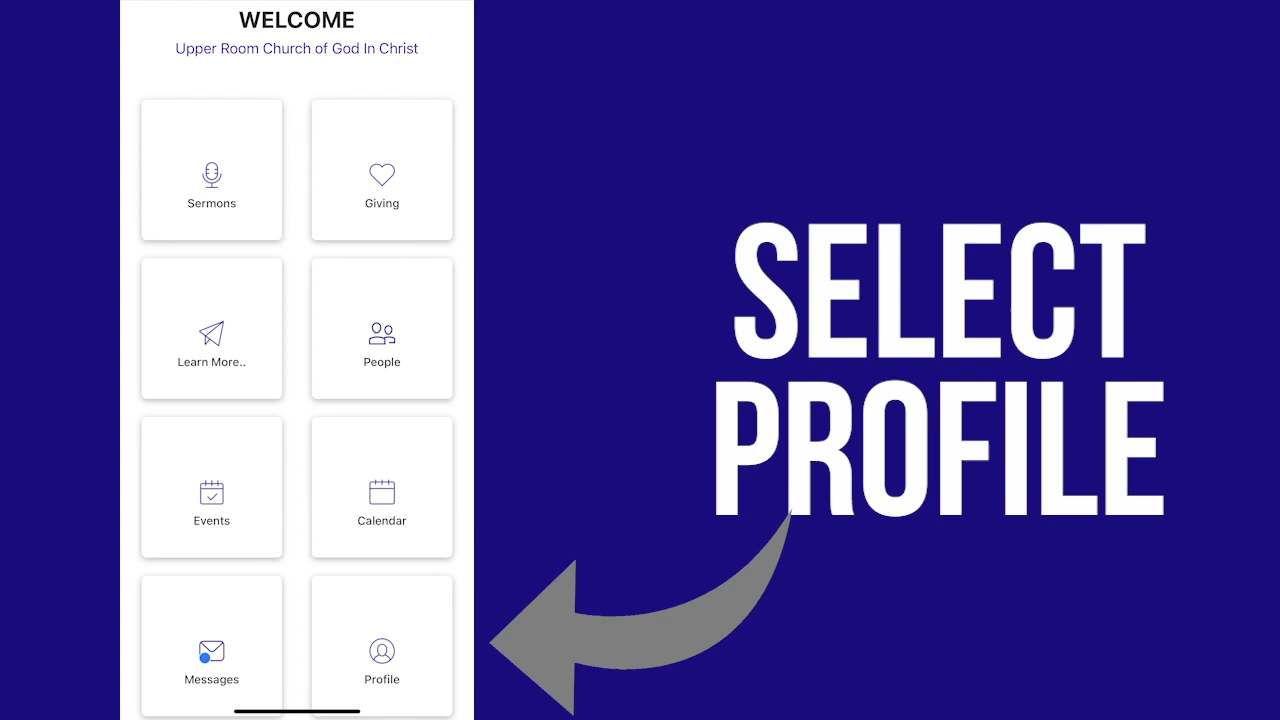 WELCOME
Upper Room Church of God In Christ
Sermons
Giving
Learn More..
People
Events
Calendar
Messages
Profile
SELECT
PROFILE